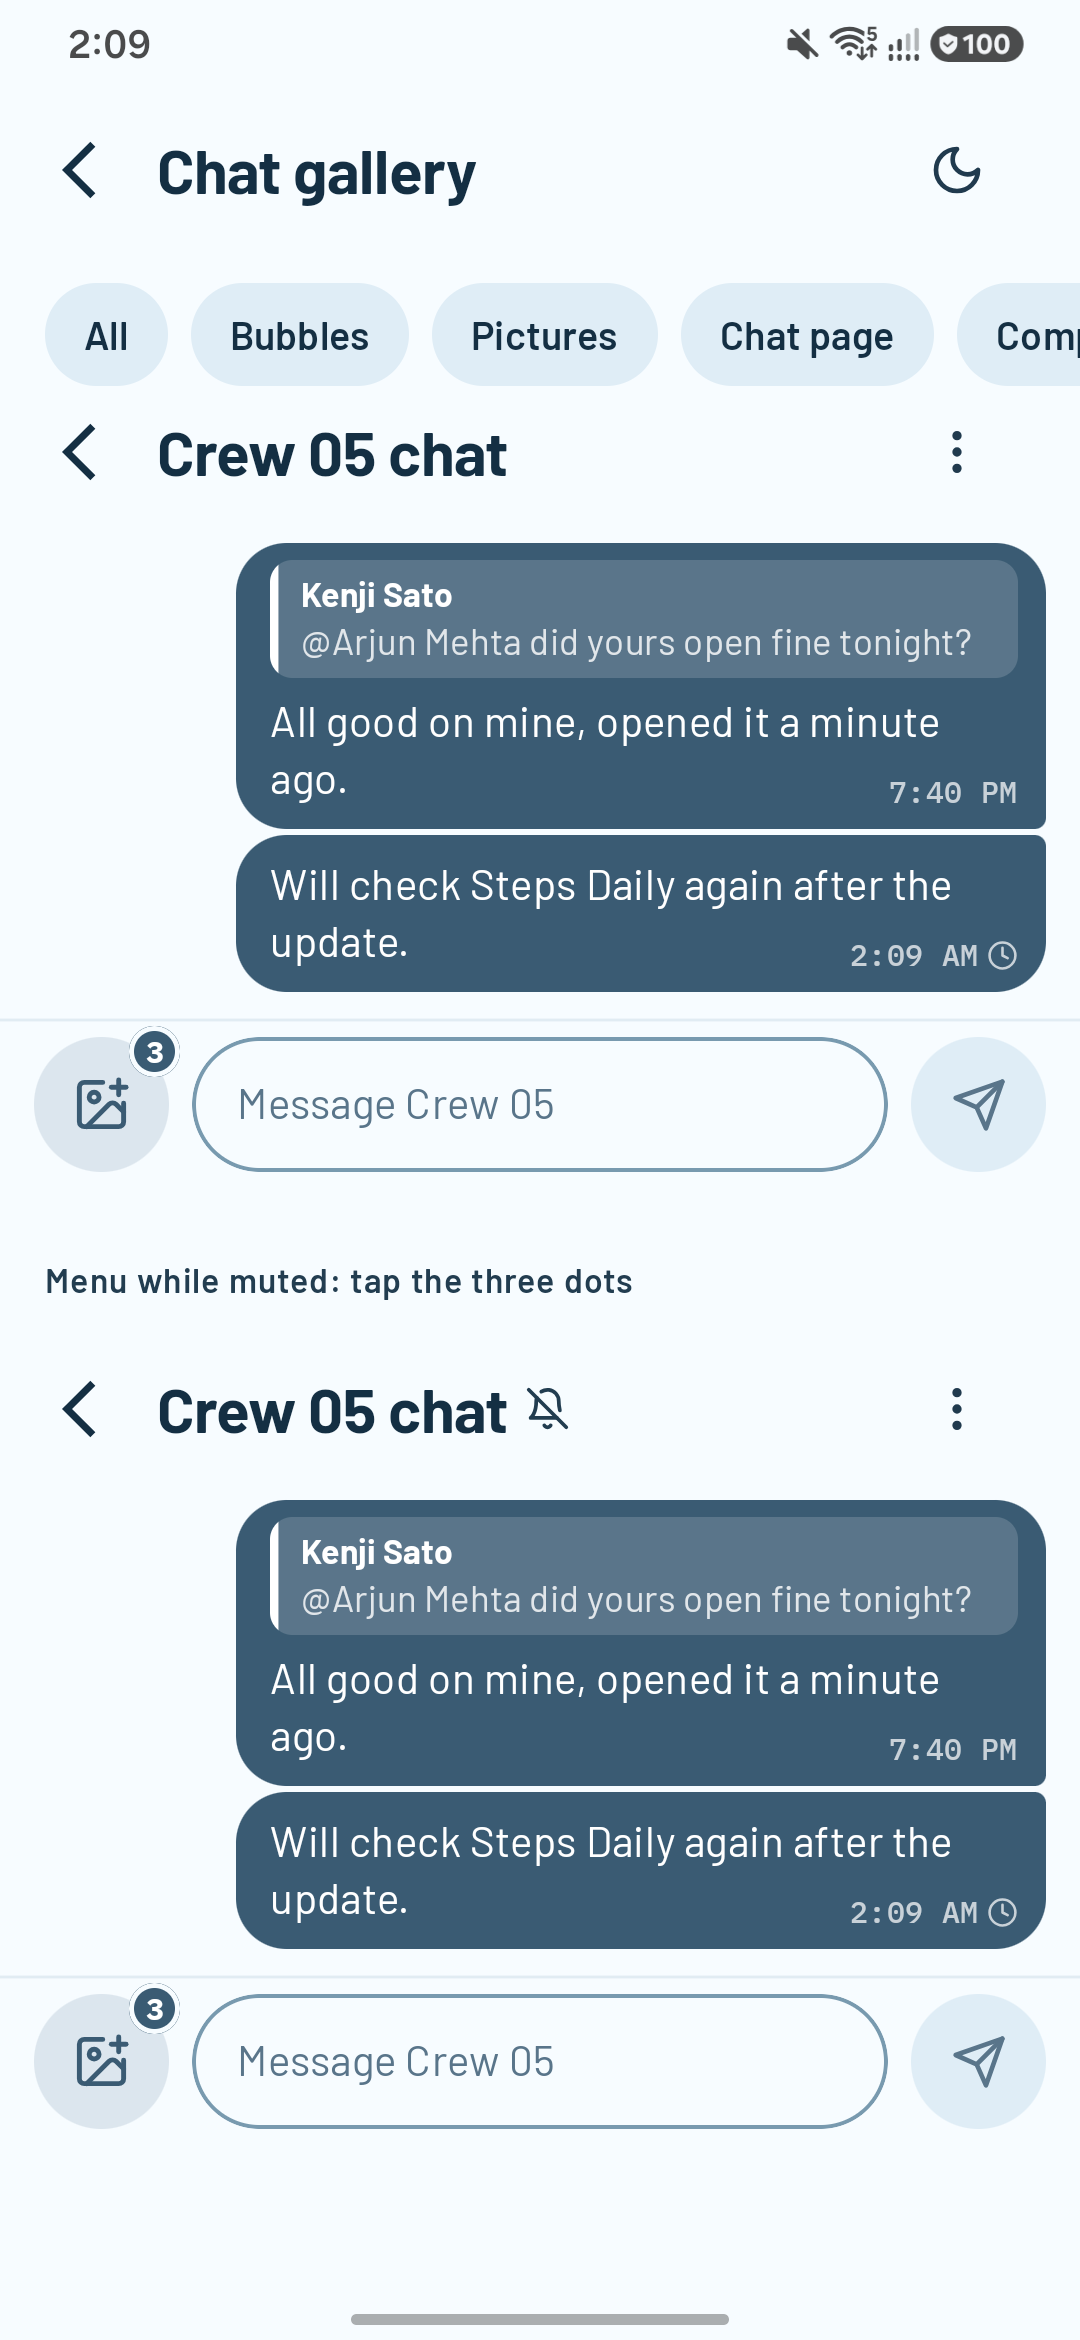 2:09
5
100
Chat gallery
All
Bubbles
Pictures
Chat page
Crew 05 chat
Kenji Sato
@Arjun Mehta did yours open fine tonight?
All good on mine, opened it a minute
ago.
7:40 PM
Will check Steps Daily again after the
update.
2:09 AM
3
Message Crew 05
Menu while muted: tap the three dots
Crew 05 chat
Kenji Sato
@Arjun Mehta did yours open fine tonight?
All good on mine, opened it a minute
ago.
7:40 PM
Will check Steps Daily again after the
update.
2:09 AM
3
Message Crew 05